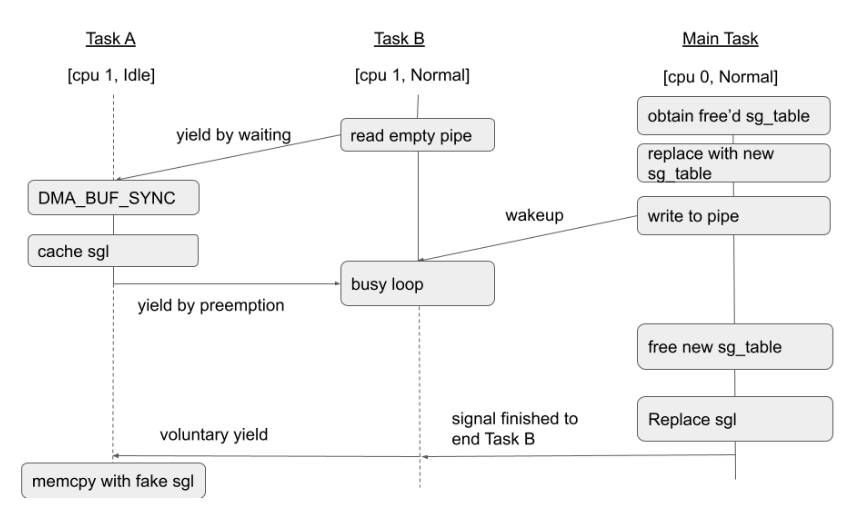 Task A
Task B
Main Task
[cpu 1, Idle]
[cpu 1, Normal]
[cpu 0, Normal]
obtain free'd sg_table
yield by waiting
read empty pipe
replace with new
sg_table
DMA_BUF_SYNC
wakeup
write to pipe
cache sgl
busy loop
yield by preemption
free new sg_table
signal finished to
end Task B
Replace sgl
voluntary yield
memcpy with fake sgl